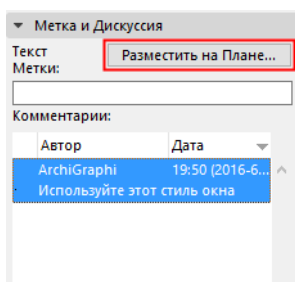 Метка и Дискуссия
Текст
Метки:
Разместить на Плане...
Комментарии:
Автор Дата
ArchiGraphi 19:50 (2016-6...
Используйте этот стиль окна